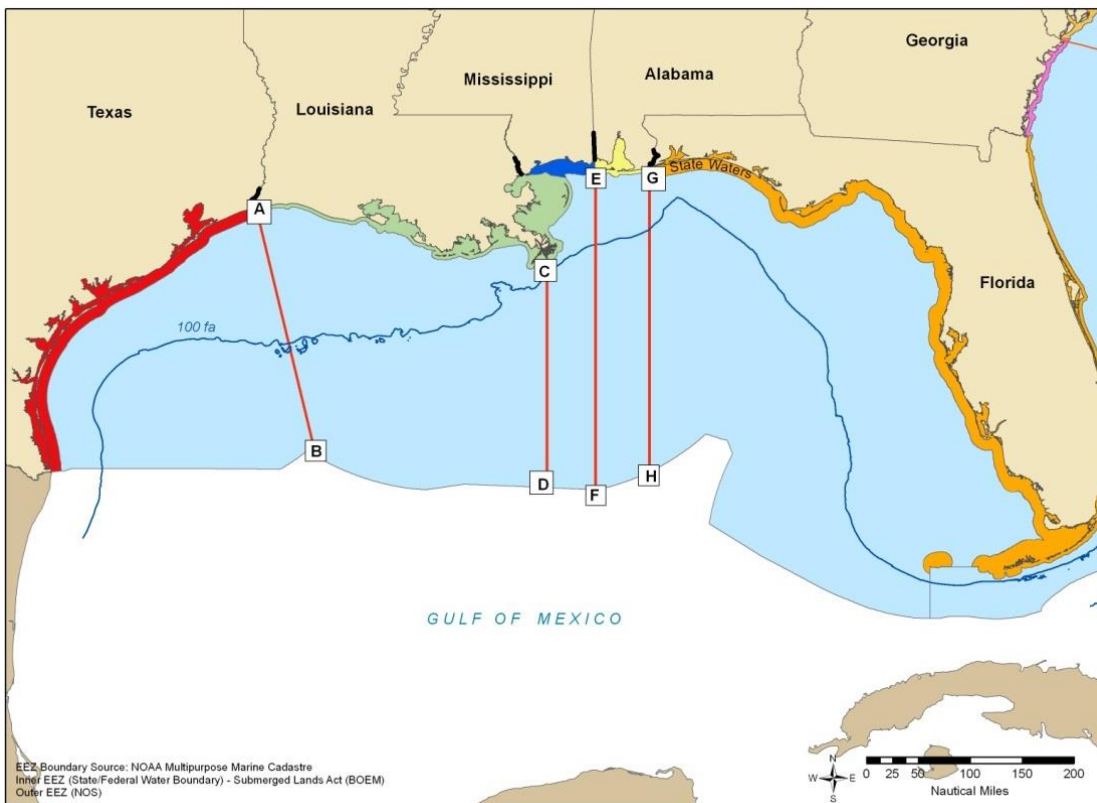 Georgia
Mississippi
Alabama
Texas
Louisiana
State Waters
E
G
A
C
Florida
100 fa
B
D
F
H
GULF OF MEXICO
EEZ Boundary Source: NOAA Multipurpose Marine Cadastre
Inner EEZ (State/Federal Water Boundary) - Submerged Lands Act (BOEM)
Outer EEZ (NOS)
N
W E
S
0 25 50 100 150 200
Nautical Miles